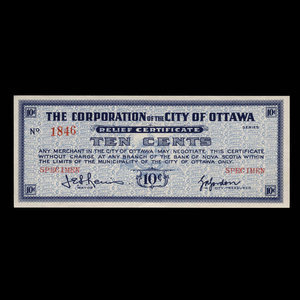 10¢ 10¢
THE CORPORATION OF THE CITY OF OTTAWA
Nº 1846 RELIEF CERTIFICATE SERIES
TEN CENTS
ANY MERCHANT IN THE CITY OF OTTAWA MAY NEGOTIATE THIS CERTIFICATE
WITHOUT CHARGE AT ANY BRANCH OF THE BANK OF NOVA SCOTIA WITHIN
THE LIMITS OF THE MUNICIPALITY OF THE CITY OF OTTAWA ONLY.
SPECIMEN SPECIMEN
10¢
CITY TREASURER
10¢ 10¢